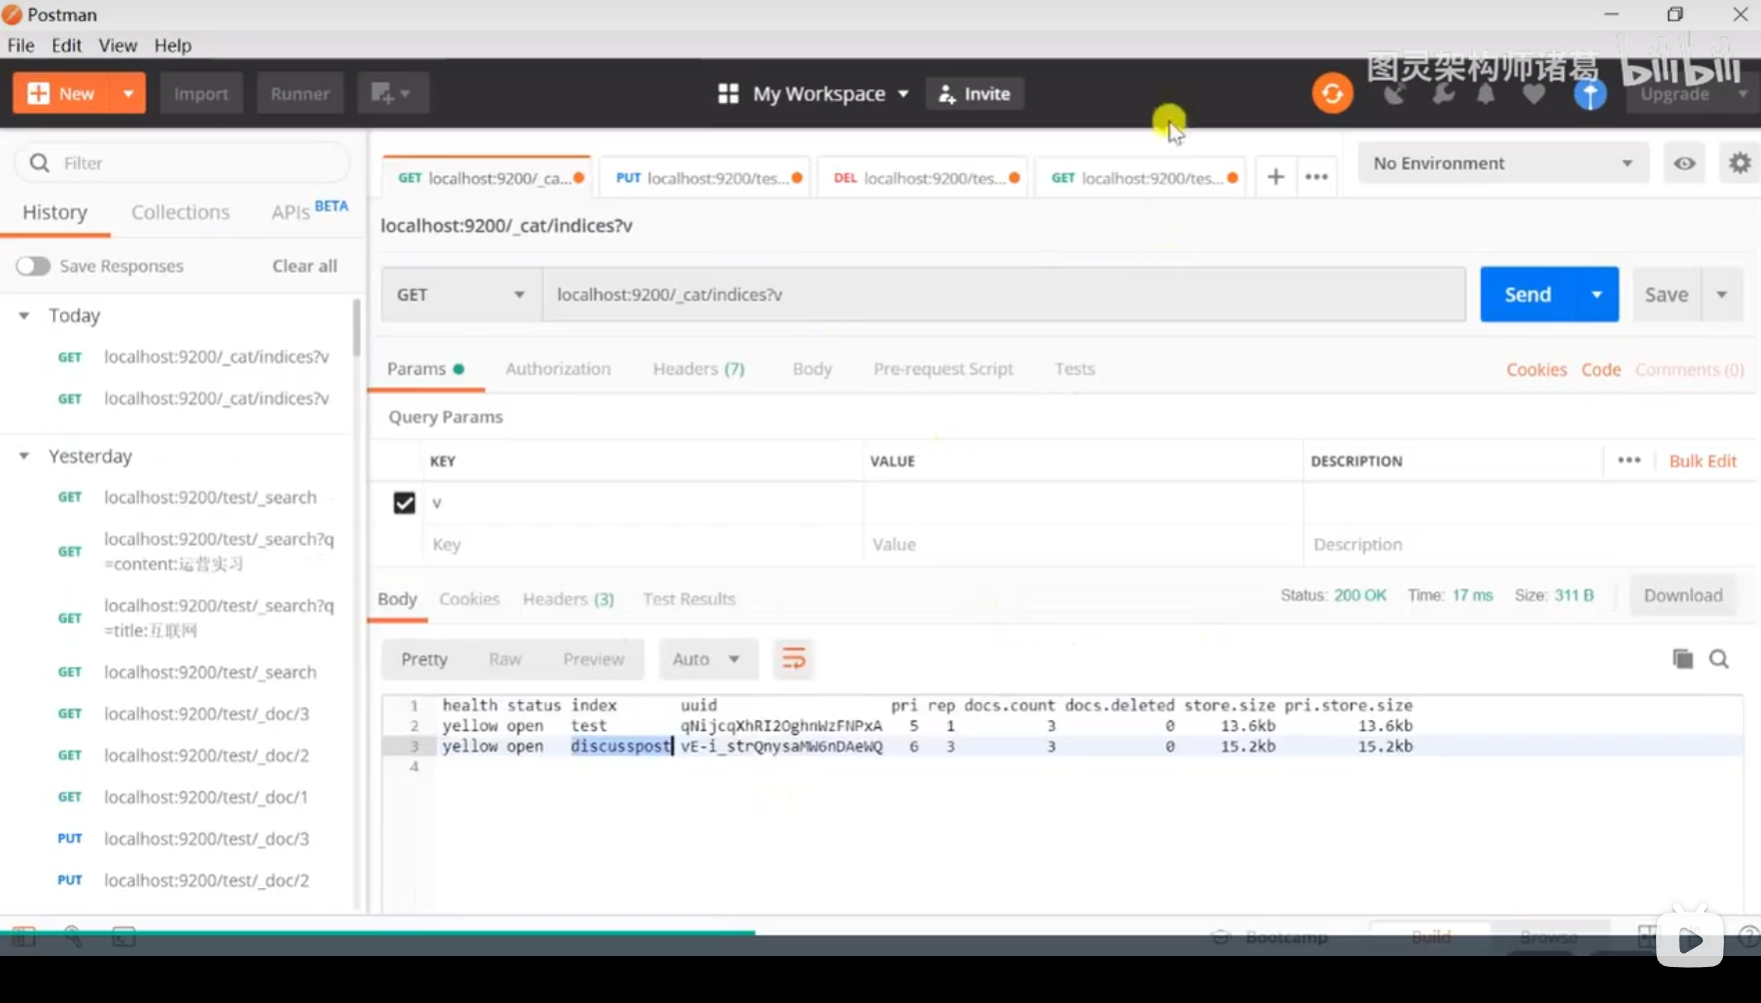 Postman
File Edit View Help
New Import Runner My Workspace Invite Upgrade
图灵架构师诸葛 bilibili
Filter
History Collections APIs BETA
Save Responses Clear all
Today
GET localhost:9200/_cat/indices?v
GET localhost:9200/_cat/indices?v
Yesterday
GET localhost:9200/test/_search
GET localhost:9200/test/_search?q
=content:运营实习
GET localhost:9200/test/_search?q
=title:互联网
GET localhost:9200/test/_search
GET localhost:9200/test/_doc/3
GET localhost:9200/test/_doc/2
GET localhost:9200/test/_doc/1
PUT localhost:9200/test/_doc/3
PUT localhost:9200/test/_doc/2
GET localhost:9200/_ca... PUT localhost:9200/tes... DEL localhost:9200/tes... GET localhost:9200/tes... No Environment
localhost:9200/_cat/indices?v
GET localhost:9200/_cat/indices?v Send Save
Params Authorization Headers (7) Body Pre-request Script Tests Cookies Code Comments (0)
Query Params
KEY VALUE DESCRIPTION Bulk Edit
v
Key Value Description
Body Cookies Headers (3) Test Results Status: 200 OK Time: 17 ms Size: 311 B Download
Pretty Raw Preview Auto
1 health status index uuid pri rep docs.count docs.deleted store.size pri.store.size
2 yellow open test qNijcqXhRI2OghnWzFNPxA 5 1 3 0 13.6kb 13.6kb
3 yellow open discusspost vE-i_strQnysaMW6nDAeWQ 6 3 3 0 15.2kb 15.2kb
4
Bootcamp Build Browse